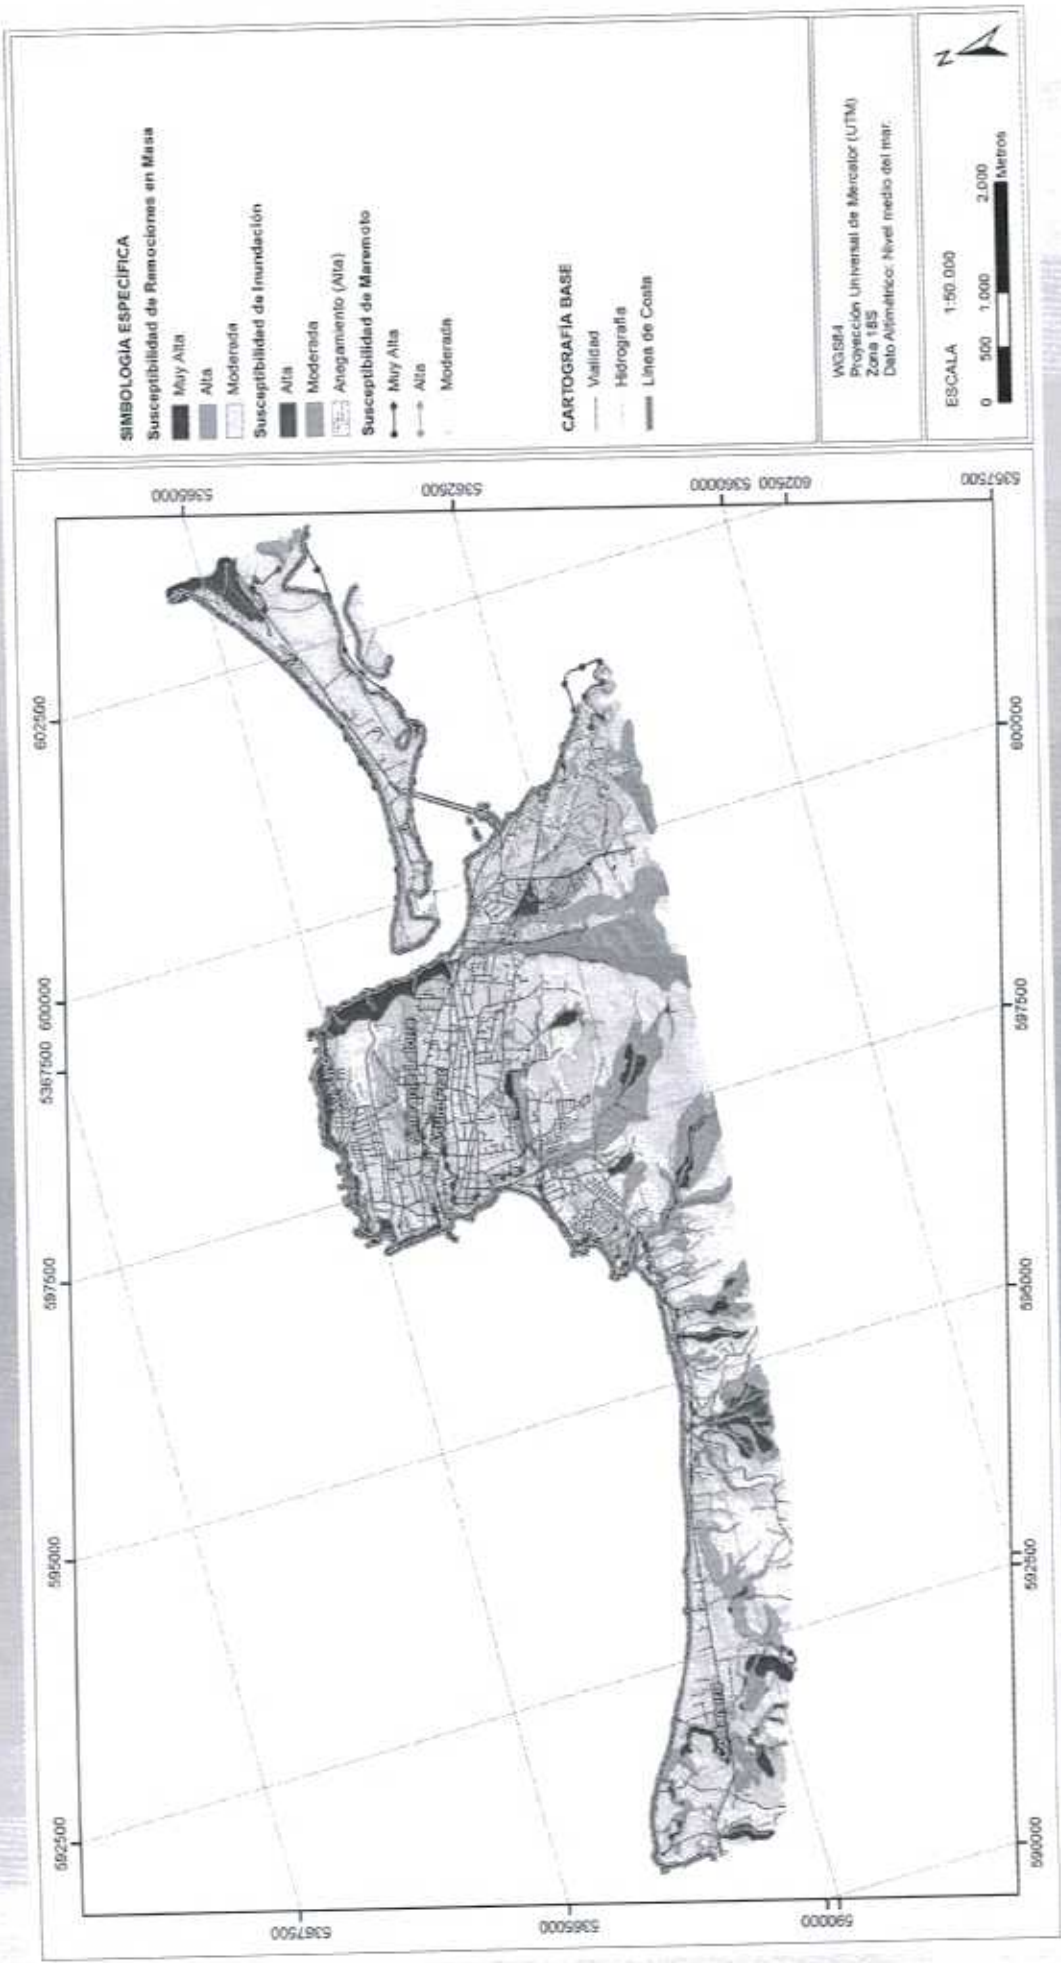 SIMBOLOGÍA ESPECÍFICA
Susceptibilidad de Remociones en Masa
Muy Alta
Alta
Moderada
Susceptibilidad de Inundación
Alta
Moderada
Anegamiento (Alta)
Susceptibilidad de Maremoto
Muy Alta
Alta
Moderada
CARTOGRAFÍA BASE
Vialidad
Hidrografía
Línea de Costa
WGS84
Proyección Universal de Mercator (UTM)
Zona 18S
Dato Altimétrico: Nivel medio del mar.
ESCALA 1:50.000
0 500 1.000 2.000
Metros
N
592500
595000
597500
5367500
600000
602500
5365000
5362500
5360000
602500
5357500
5367500
5365000
590000
590000
592500
595000
597500
600000